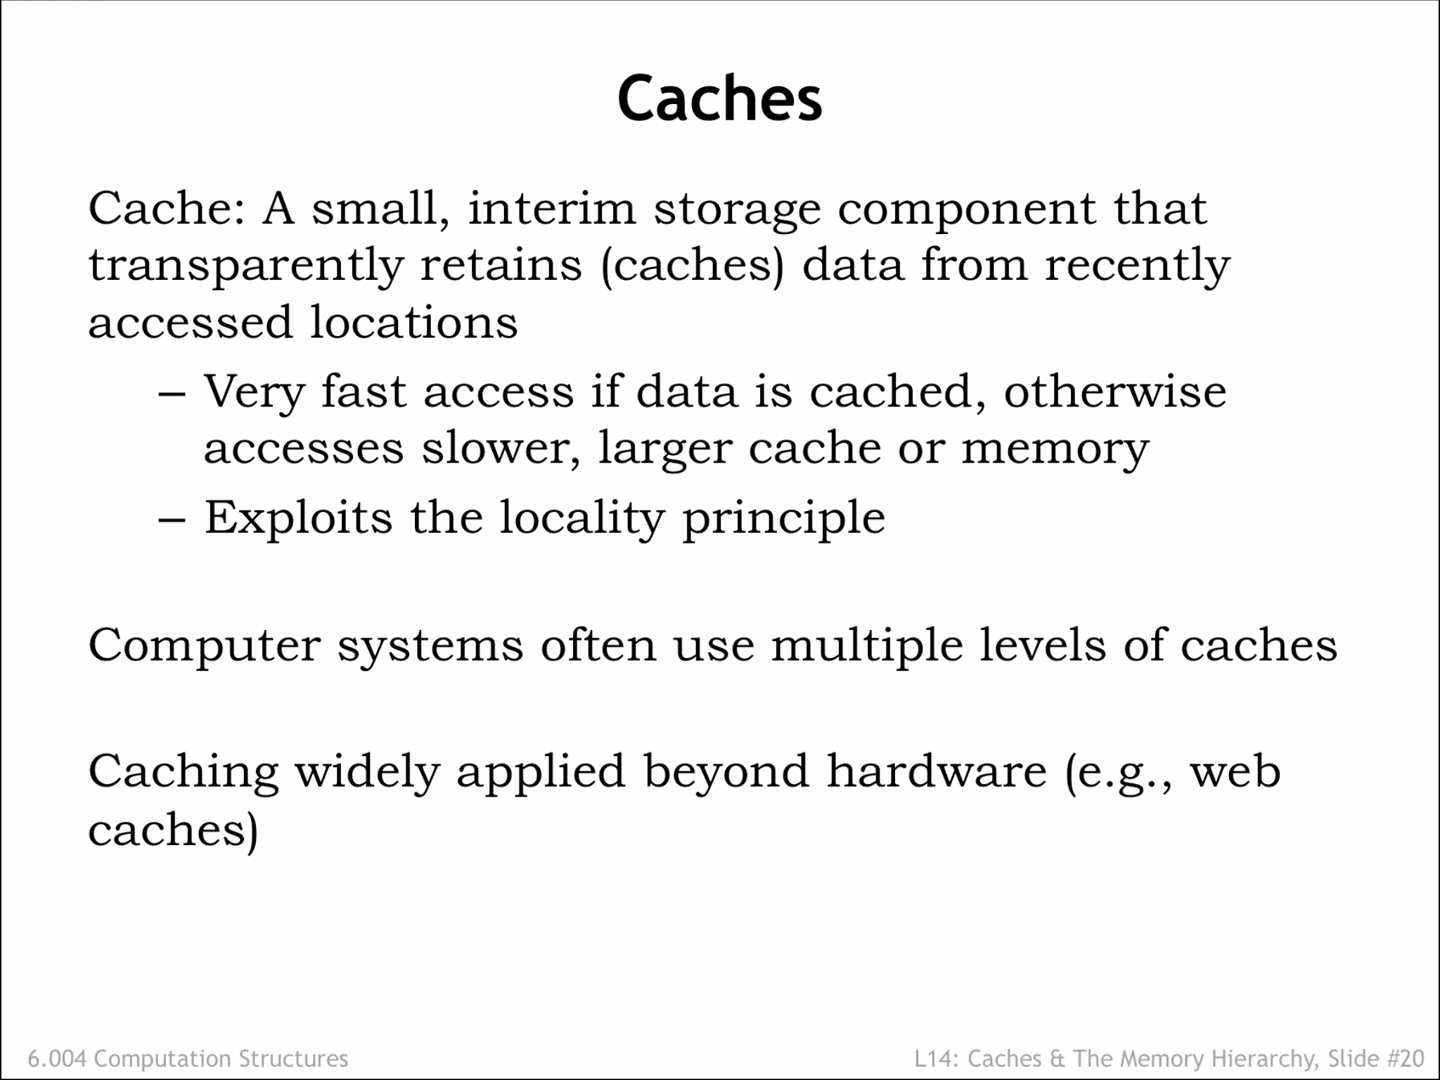 Caches
Cache: A small, interim storage component that
transparently retains (caches) data from recently
accessed locations
– Very fast access if data is cached, otherwise
accesses slower, larger cache or memory
– Exploits the locality principle
Computer systems often use multiple levels of caches
Caching widely applied beyond hardware (e.g., web
caches)
6.004 Computation Structures
L14: Caches & The Memory Hierarchy, Slide #20